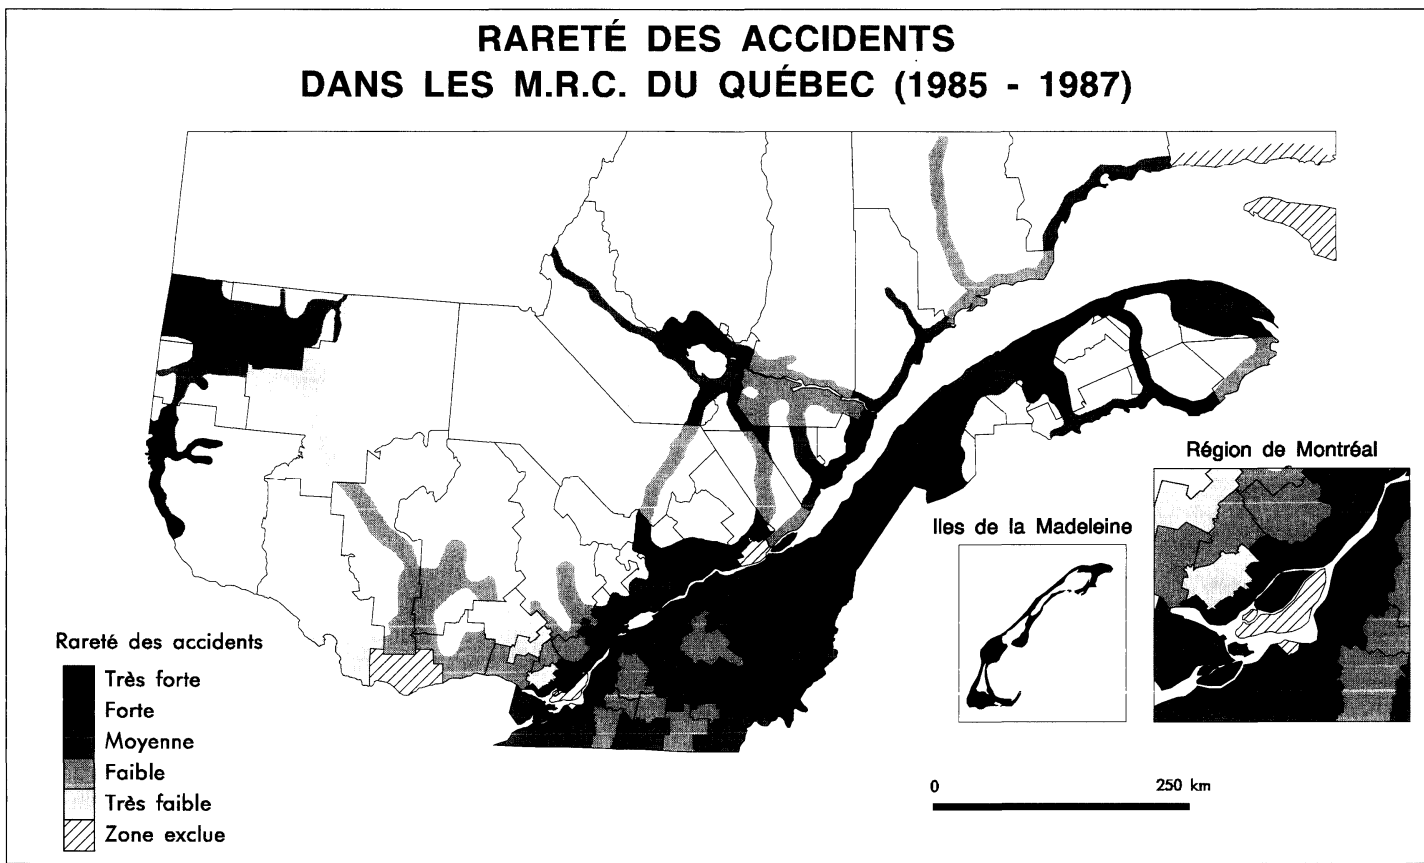 RARETÉ DES ACCIDENTS
DANS LES M.R.C. DU QUÉBEC (1985 - 1987)
Région de Montréal
Iles de la Madeleine
Rareté des accidents
Très forte
Forte
Moyenne
Faible
Très faible
Zone exclue
0 250 km